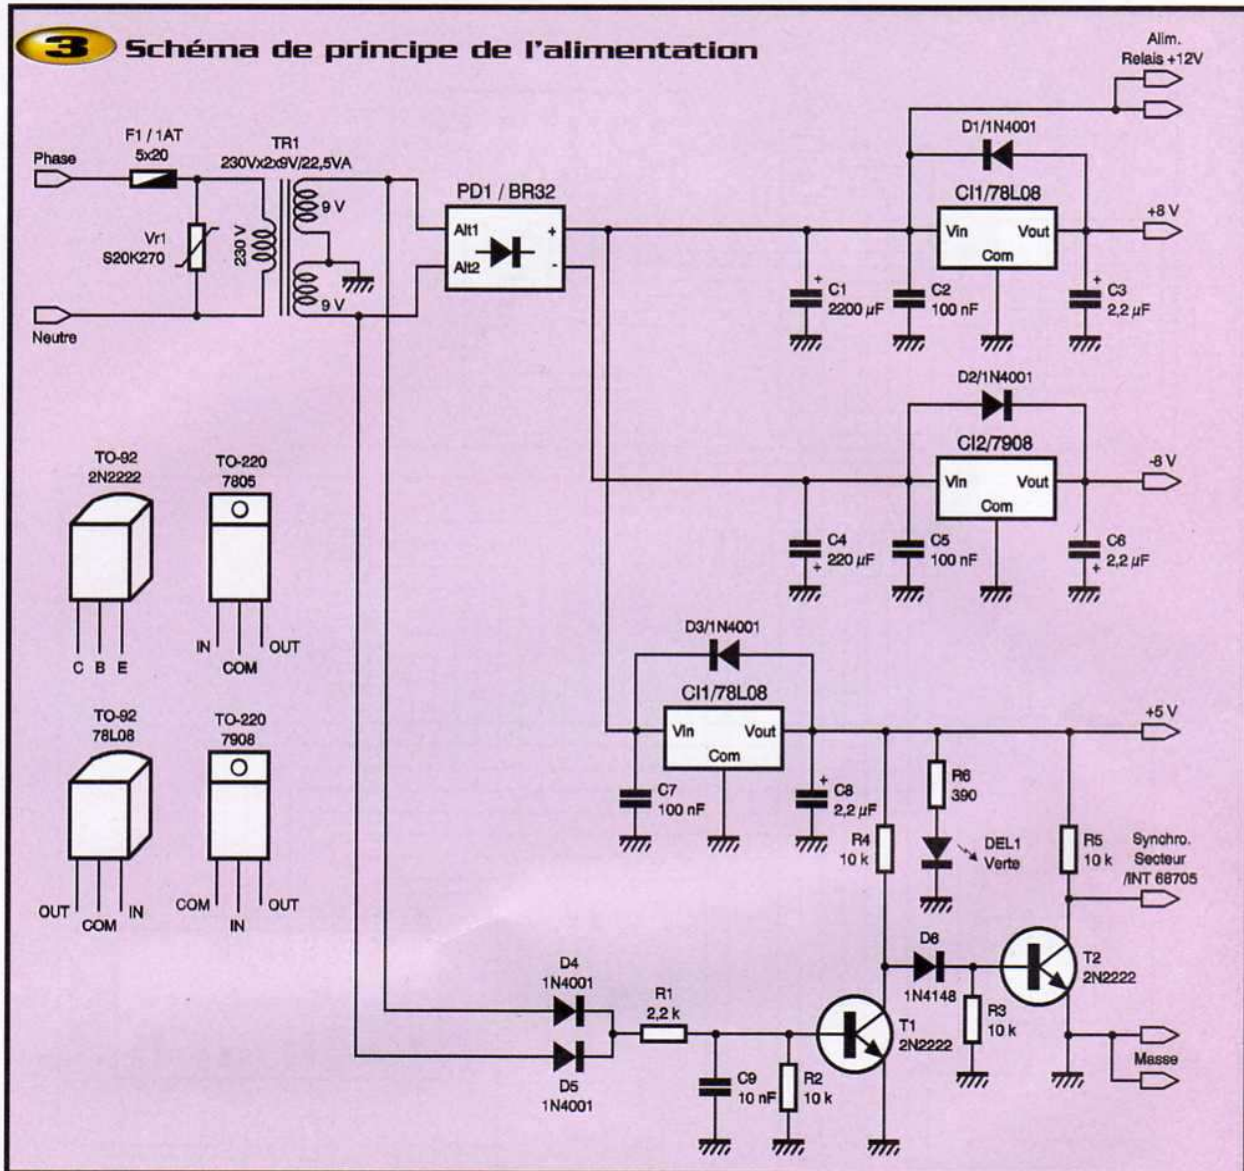 3 Schéma de principe de l'alimentation
Alim.
Relais +12V
F1 / 1AT
5x20
TR1
230Vx2x9V/22,5VA
Phase
Vr1
S20K270
230 V
9 V
9 V
Neutre
PD1 / BR32
Alt1
Alt2
+
-
D1/1N4001
CI1/78L08
Vin
Vout
Com
+8 V
+
C1
2200 µF
C2
100 nF
+
C3
2,2 µF
D2/1N4001
CI2/7908
Vin
Vout
Com
-8 V
C4
220 µF
+
C5
100 nF
C6
2,2 µF
+
TO-92
2N2222
C B E
TO-220
7805
IN
COM
OUT
TO-92
78L08
OUT
COM
IN
TO-220
7908
COM
IN
OUT
D3/1N4001
CI1/78L08
Vin
Vout
Com
+5 V
C7
100 nF
+
C8
2,2 µF
R4
10 k
R6
390
DEL1
Verte
R5
10 k
Synchro.
Secteur
/INT 68705
D4
1N4001
D5
1N4001
R1
2,2 k
C9
10 nF
R2
10 k
T1
2N2222
D6
1N4148
R3
10 k
T2
2N2222
Masse